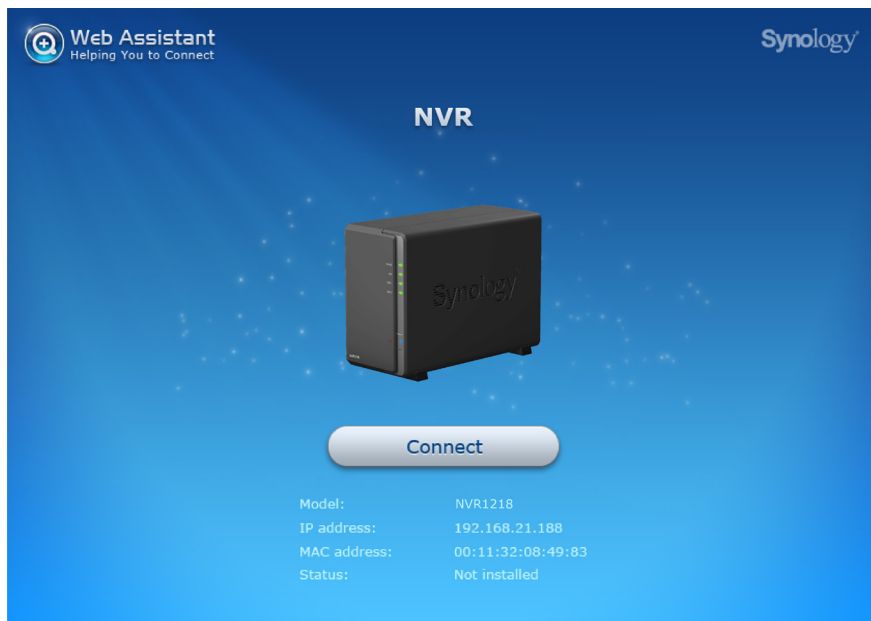 Web Assistant
Helping You to Connect
Synology
NVR
Synology
Connect
Model: NVR1218
IP address: 192.168.21.188
MAC address: 00:11:32:08:49:83
Status: Not installed